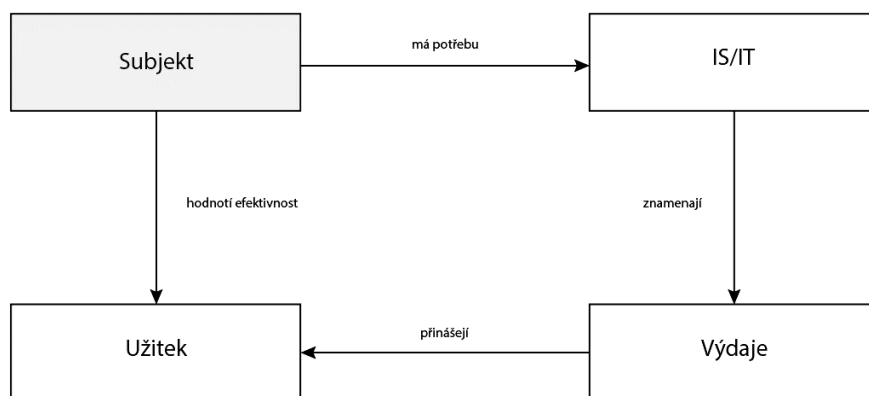 Subjekt
má potřebu
IS/IT
hodnotí efektivnost
znamenají
Užitek
přinášejí
Výdaje